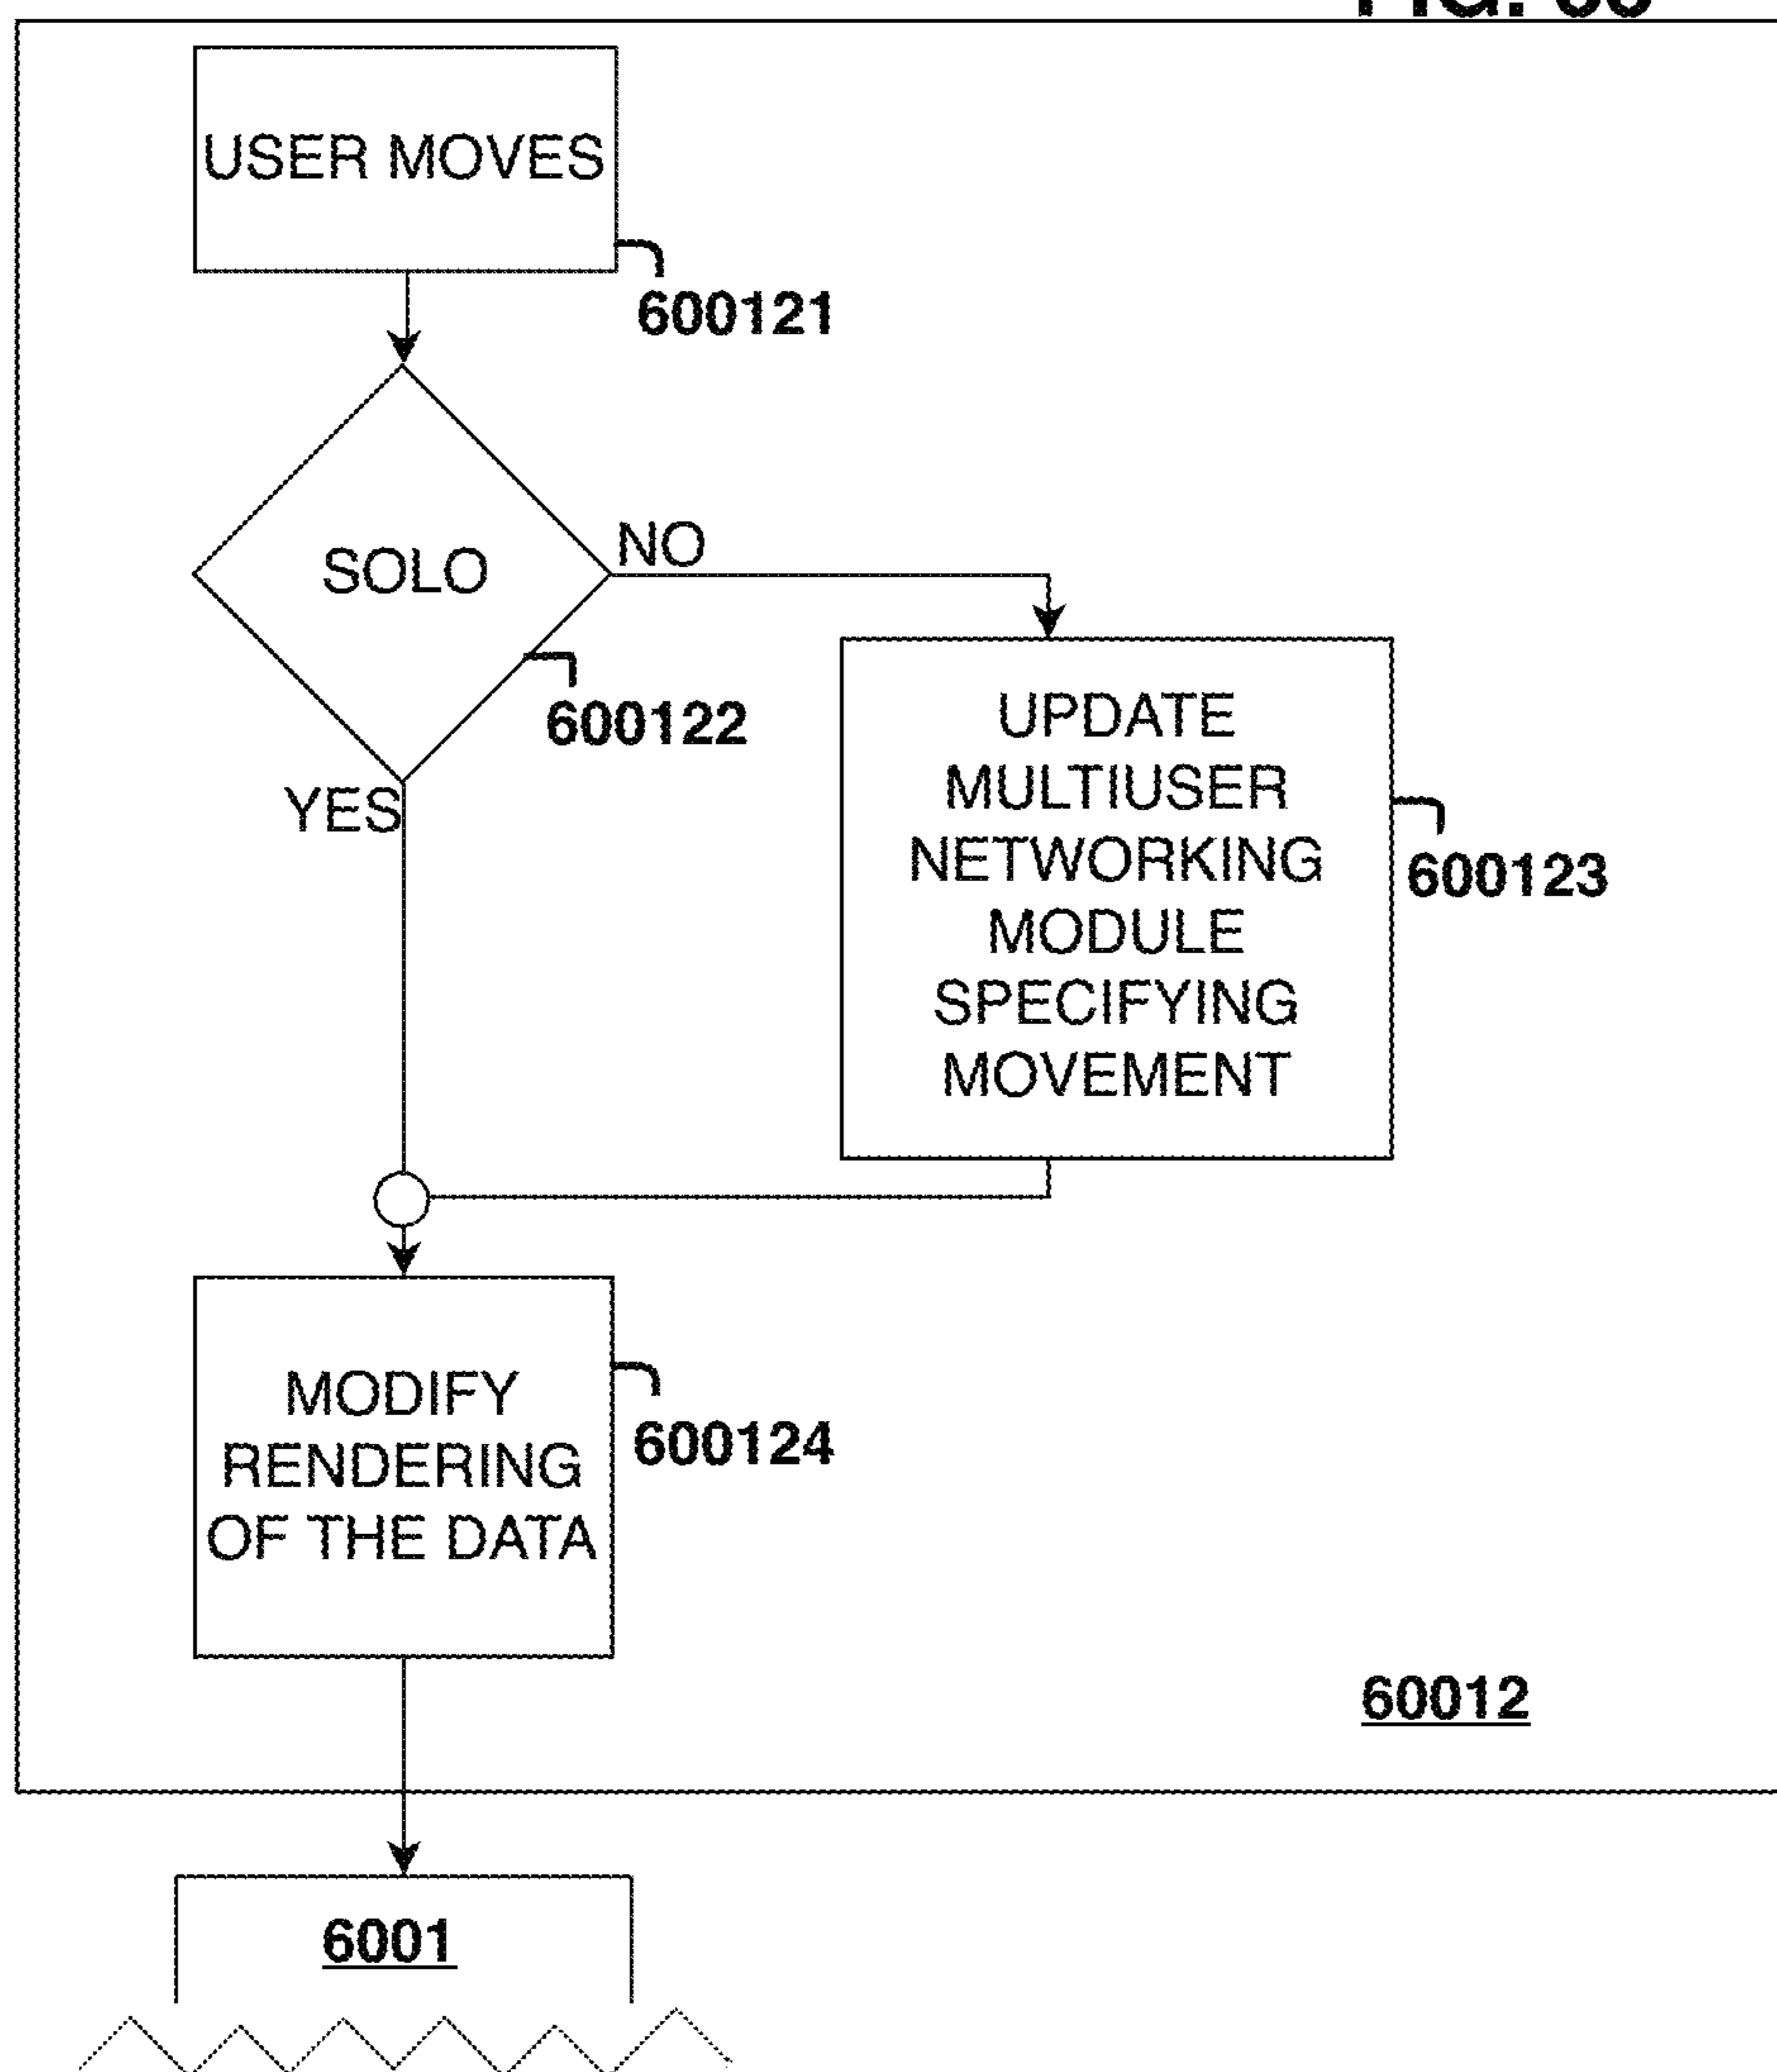 FIG.
USER MOVES
600121
SOLO
NO
600122
YES
UPDATE
MULTIUSER
NETWORKING
MODULE
SPECIFYING
MOVEMENT
600123
MODIFY
RENDERING
OF THE DATA
600124
60012
6001